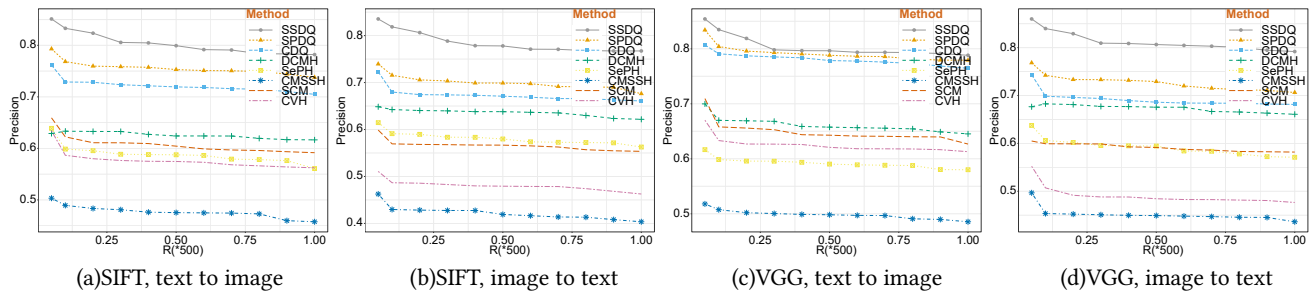 Method
SSDQ
SPDQ
CDQ
DCMH
SePH
CMSSH
SCM
CVH
Precision
0.8
0.7
0.6
0.5
0.25
0.50
0.75
1.00
R(*500)
(a)SIFT, text to image
Method
SSDQ
SPDQ
CDQ
DCMH
SePH
CMSSH
SCM
CVH
Precision
0.8
0.7
0.6
0.5
0.4
0.25
0.50
0.75
1.00
R(*500)
(b)SIFT, image to text
Method
SSDQ
SPDQ
CDQ
DCMH
SePH
CMSSH
SCM
CVH
Precision
0.8
0.7
0.6
0.5
0.25
0.50
0.75
1.00
R(*500)
(c)VGG, text to image
Method
SSDQ
SPDQ
CDQ
DCMH
SePH
CMSSH
SCM
CVH
Precision
0.8
0.7
0.6
0.5
0.25
0.50
0.75
1.00
R(*500)
(d)VGG, image to text